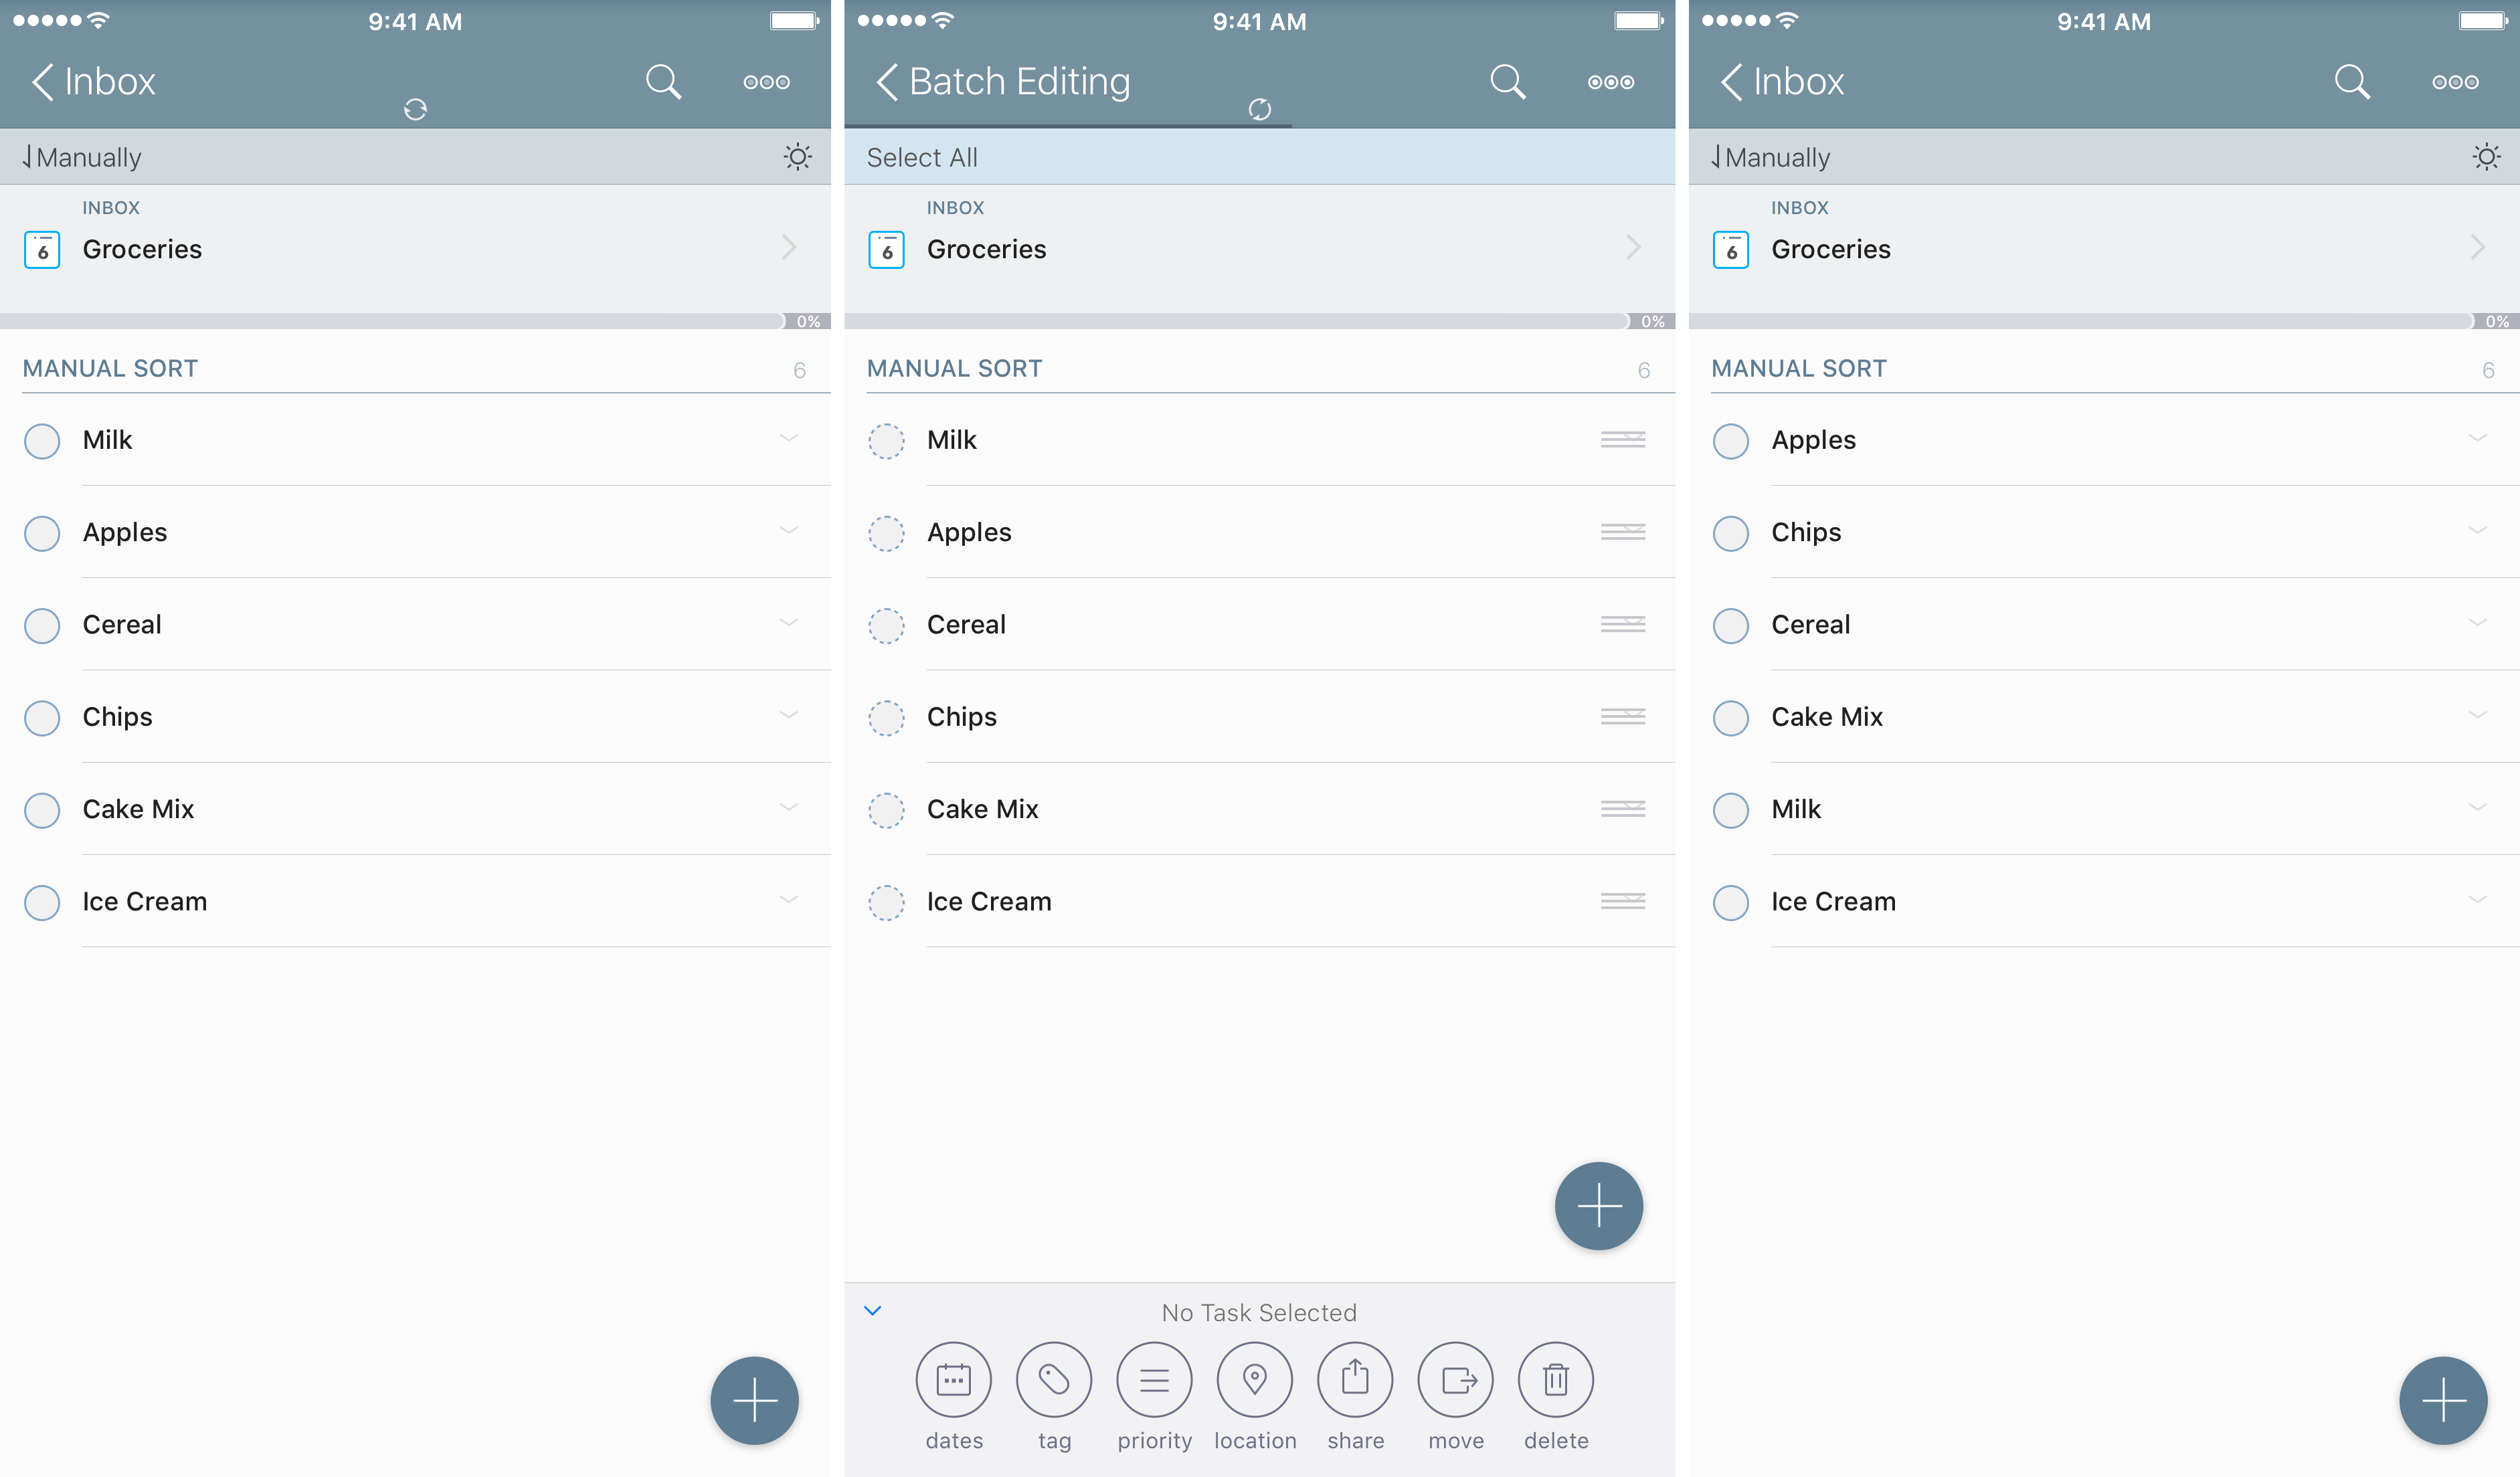 9:41 AM
Inbox
Manually
INBOX
6
Groceries
0%
MANUAL SORT 6
Milk
Apples
Cereal
Chips
Cake Mix
Ice Cream
9:41 AM
Batch Editing
Select All
INBOX
6
Groceries
0%
MANUAL SORT 6
Milk
Apples
Cereal
Chips
Cake Mix
Ice Cream
No Task Selected
dates tag priority location share move delete
9:41 AM
Inbox
Manually
INBOX
6
Groceries
0%
MANUAL SORT 6
Apples
Chips
Cereal
Cake Mix
Milk
Ice Cream